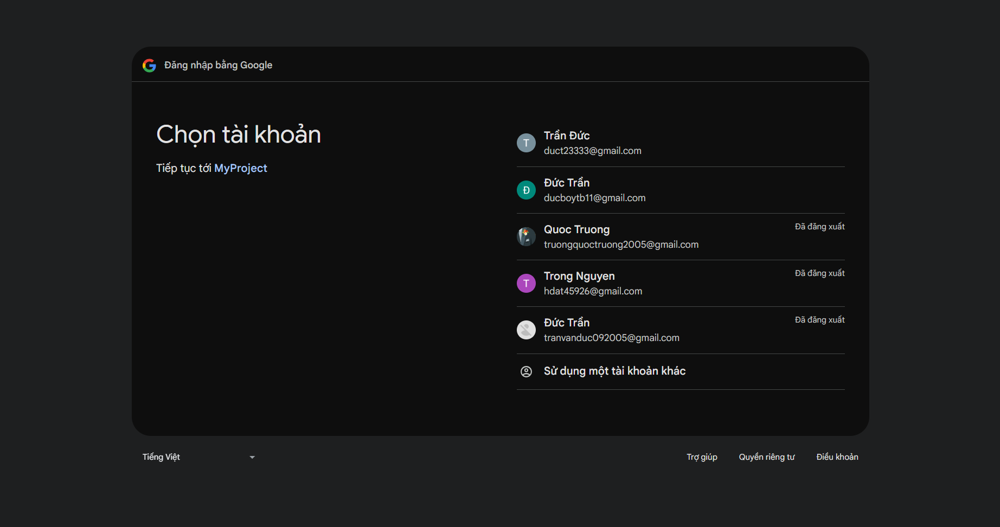 Đăng nhập bằng Google
Chọn tài khoản
Tiếp tục tới MyProject
T
Trần Đức
duct23333@gmail.com
Đ
Đức Trần
ducboytb11@gmail.com
Quoc Truong
Đã đăng xuất
truongquoctruong2005@gmail.com
T
Trong Nguyen
Đã đăng xuất
hdat45926@gmail.com
Đức Trần
Đã đăng xuất
tranvanduc092005@gmail.com
Sử dụng một tài khoản khác
Tiếng Việt
Trợ giúp
Quyền riêng tư
Điều khoản